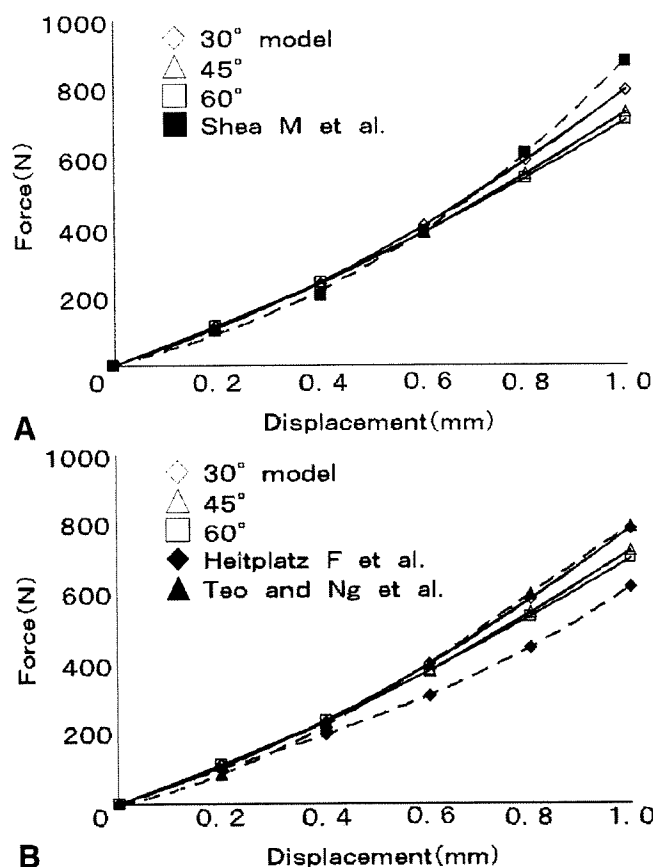 1000
800
600
400
200
0
Force(N)
30° model
45°
60°
Shea M et al.
0.2 0.4 0.6 0.8 1.0
Displacement(mm)
A
1000
800
600
400
200
0
Force(N)
30° model
45°
60°
Heitplatz F et al.
Teo and Ng et al.
0.2 0.4 0.6 0.8 1.0
Displacement(mm)
B